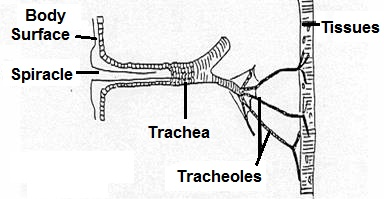 Body
Surface
Tissues
Spiracle
Trachea
Tracheoles